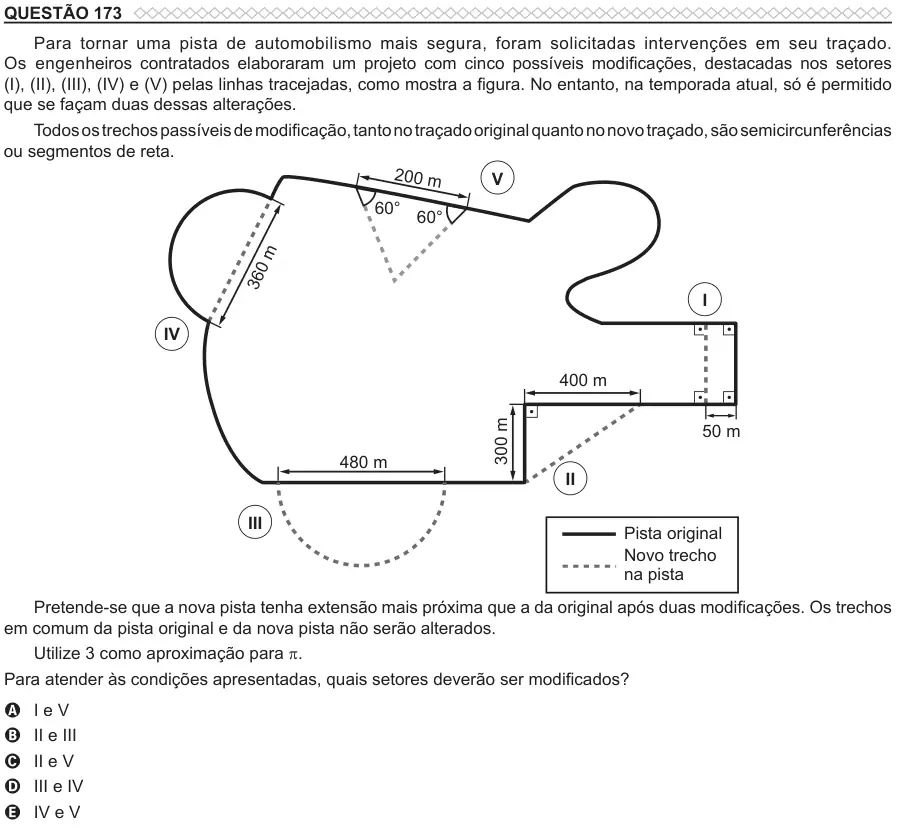 QUESTÃO 173
Para tornar uma pista de automobilismo mais segura, foram solicitadas intervenções em seu traçado.
Os engenheiros contratados elaboraram um projeto com cinco possíveis modificações, destacadas nos setores
(I), (II), (III), (IV) e (V) pelas linhas tracejadas, como mostra a figura. No entanto, na temporada atual, só é permitido
que se façam duas dessas alterações.
Todos os trechos passíveis de modificação, tanto no traçado original quanto no novo traçado, são semicircunferências
ou segmentos de reta.
200 m
V
60°
60°
360 m
I
IV
400 m
50 m
300 m
480 m
II
III
Pista original
Novo trecho
na pista
Pretende-se que a nova pista tenha extensão mais próxima que a da original após duas modificações. Os trechos
em comum da pista original e da nova pista não serão alterados.
Utilize 3 como aproximação para π.
Para atender às condições apresentadas, quais setores deverão ser modificados?
A I e V
B II e III
C II e V
D III e IV
E IV e V